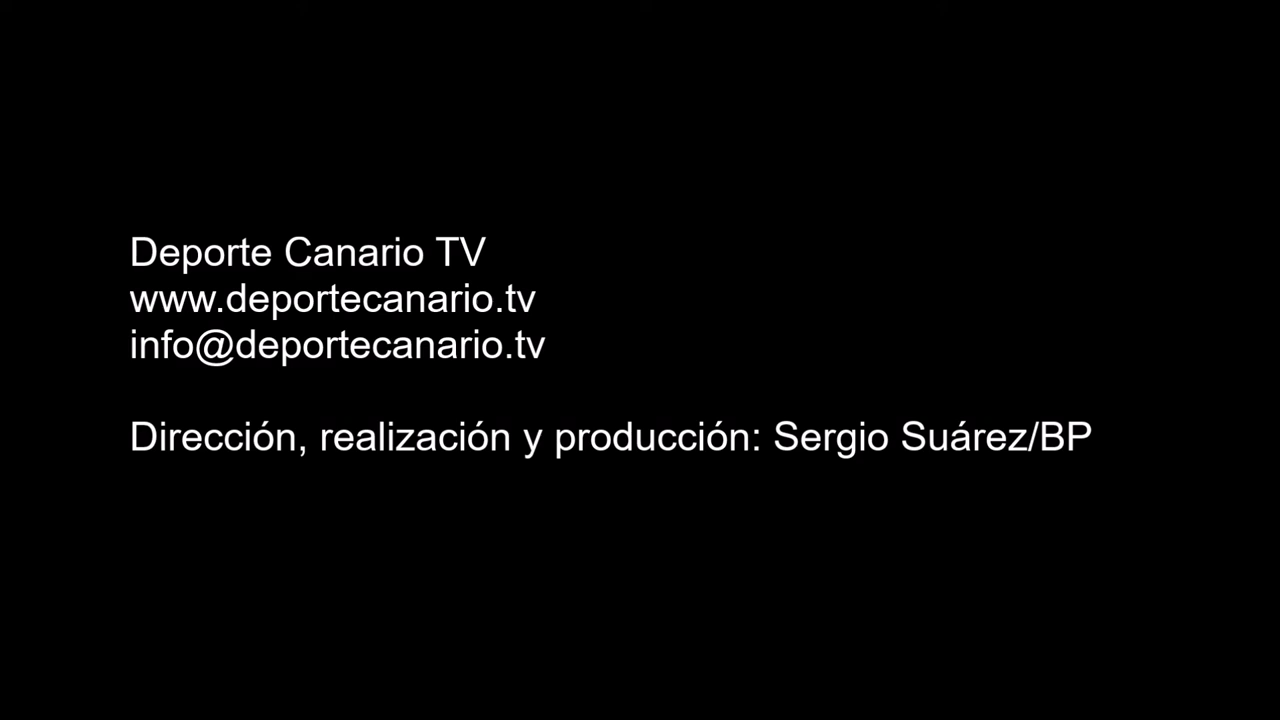 Deporte Canario TV
www.deportecanario.tv
info@deportecanario.tv
Dirección, realización y producción: Sergio Suárez/BP